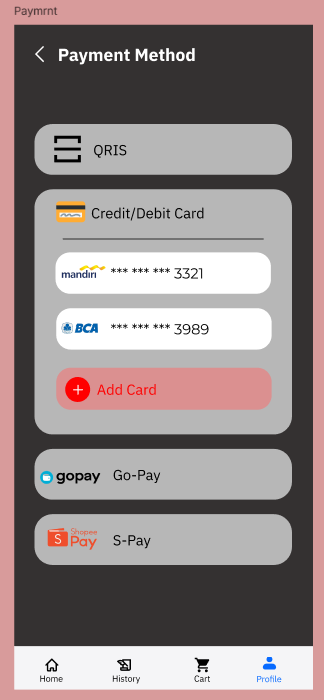 Paymrnt
Payment Method
QRIS
Credit/Debit Card
mandiri *** *** *** 3321
BCA *** *** *** 3989
Add Card
gopay Go-Pay
Shopee
S Pay S-Pay
Home History Cart Profile